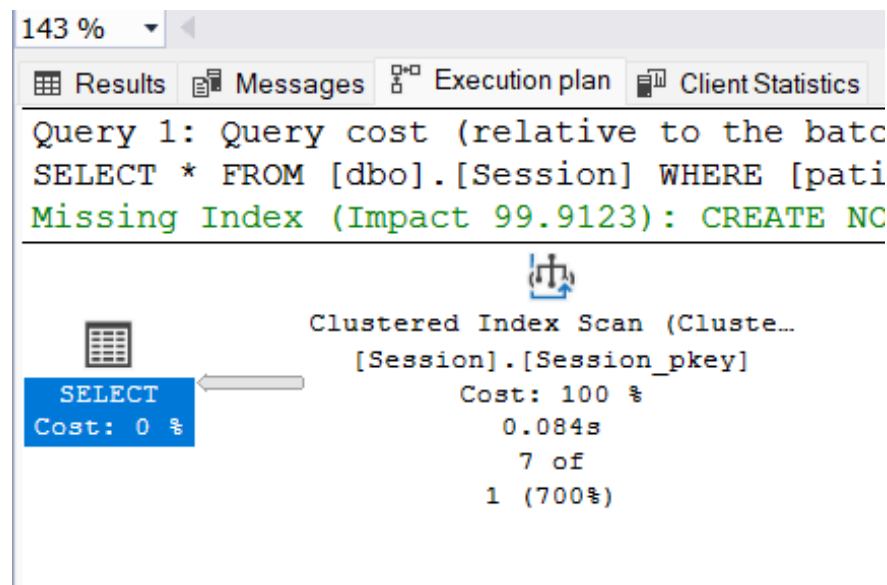 143 %
Results Messages Execution plan Client Statistics
Query 1: Query cost (relative to the batc
SELECT * FROM [dbo].[Session] WHERE [pati
Missing Index (Impact 99.9123): CREATE NO
Clustered Index Scan (Cluste…
[Session].[Session_pkey]
Cost: 100 %
0.084s
7 of
1 (700%)
SELECT
Cost: 0 %